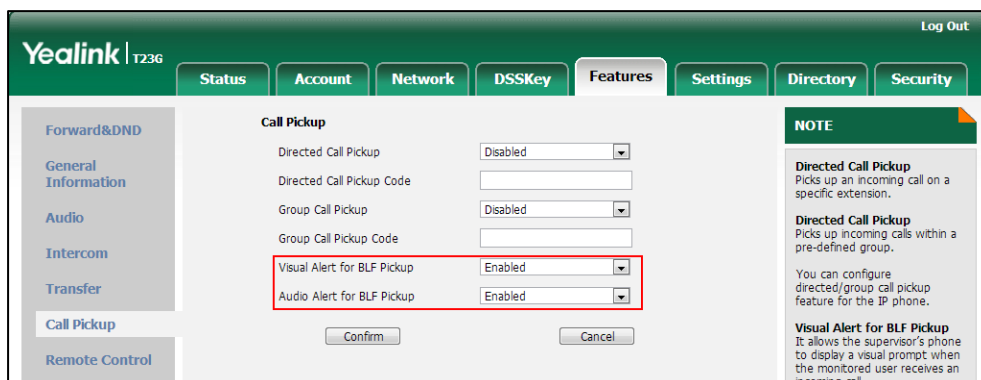 Log Out
Yealink T23G
Status Account Network DSSKey Features Settings Directory Security
Forward&DND
General
Information
Audio
Intercom
Transfer
Call Pickup
Remote Control
Call Pickup
Directed Call Pickup Disabled
Directed Call Pickup Code
Group Call Pickup Disabled
Group Call Pickup Code
Visual Alert for BLF Pickup Enabled
Audio Alert for BLF Pickup Enabled
Confirm Cancel
NOTE
Directed Call Pickup
Picks up an incoming call on a
specific extension.
Directed Call Pickup
Picks up incoming calls within a
pre-defined group.
You can configure
directed/group call pickup
feature for the IP phone.
Visual Alert for BLF Pickup
It allows the supervisor's phone
to display a visual prompt when
the monitored user receives an
incoming call